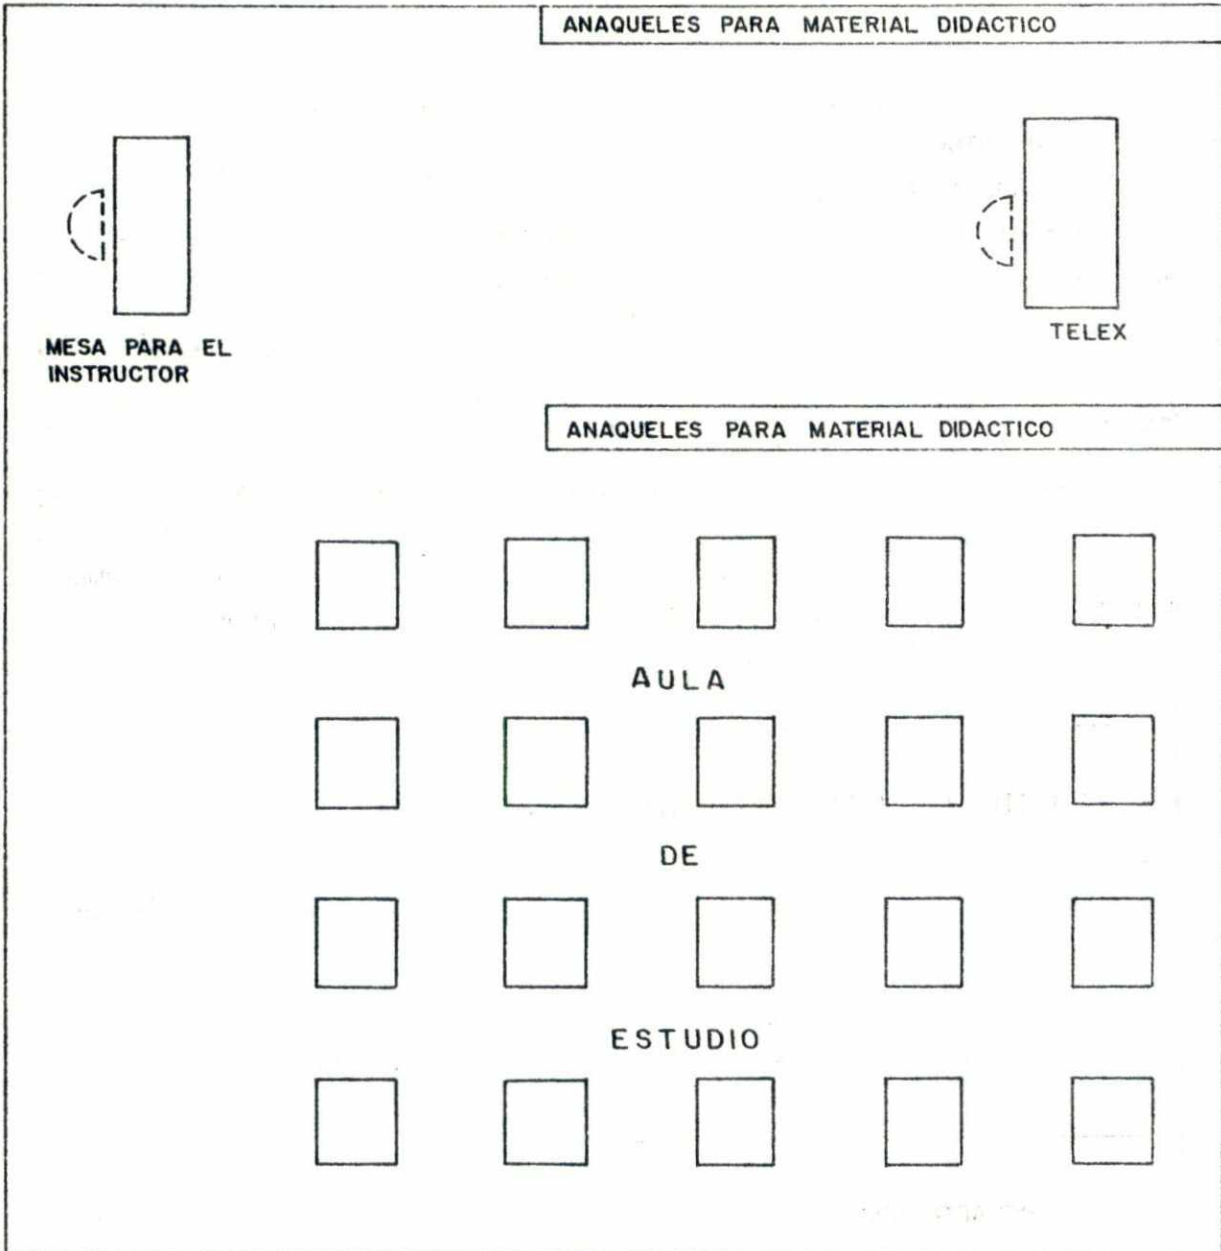 ANAQUELES PARA MATERIAL DIDACTICO
MESA PARA EL
INSTRUCTOR
TELEX
ANAQUELES PARA MATERIAL DIDACTICO
AULA
DE
ESTUDIO